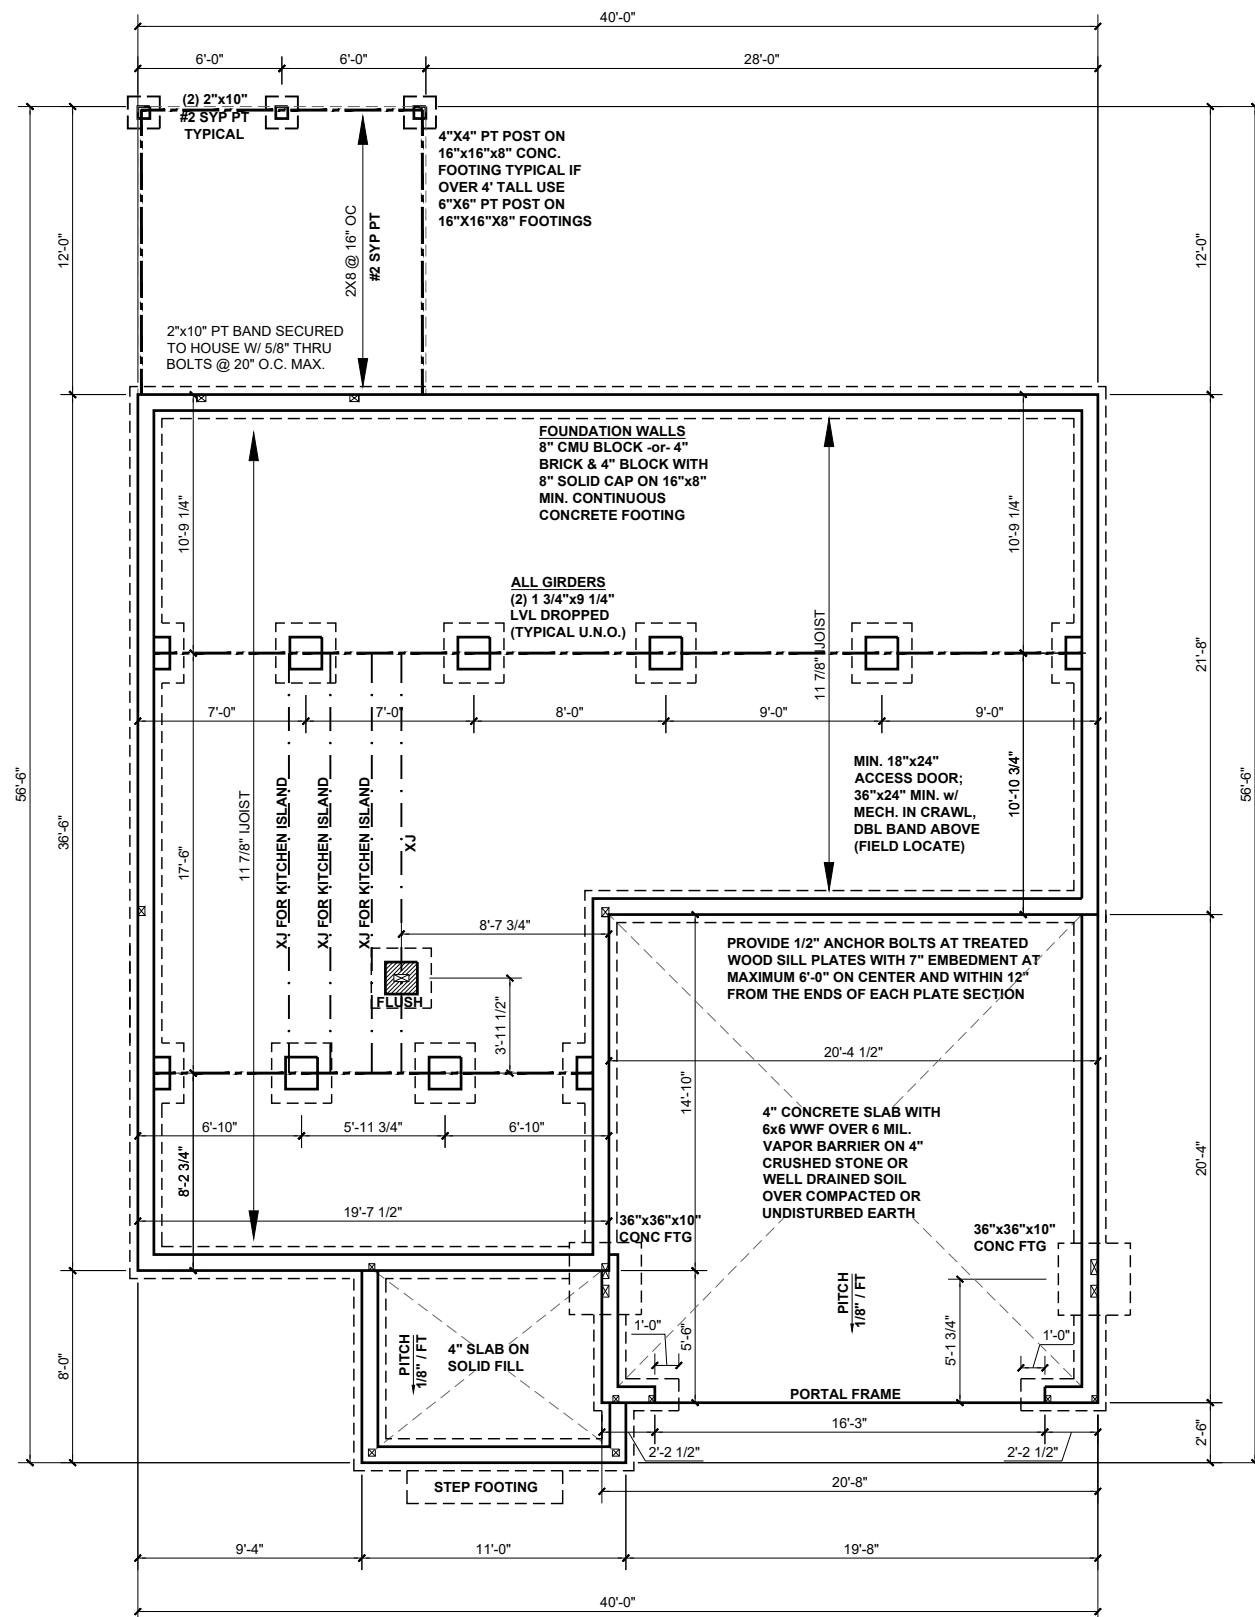 40'-0"
6'-0"
6'-0"
28'-0"
(2) 2"x10"
#2 SYP PT
TYPICAL
4"X4" PT POST ON
16"x16"x8" CONC.
FOOTING TYPICAL IF
OVER 4' TALL USE
6"X6" PT POST ON
16"X16"X8" FOOTINGS
2X8 @ 16" OC
#2 SYP PT
12'-0"
12'-0"
2"x10" PT BAND SECURED
TO HOUSE W/ 5/8" THRU
BOLTS @ 20" O.C. MAX.
FOUNDATION WALLS
8" CMU BLOCK -or- 4"
BRICK & 4" BLOCK WITH
8" SOLID CAP ON 16"x8"
MIN. CONTINUOUS
CONCRETE FOOTING
10'-9 1/4"
10'-9 1/4"
ALL GIRDERS
(2) 1 3/4"x9 1/4"
LVL DROPPED
(TYPICAL U.N.O.)
11 7/8" IJOIST
21'-8"
7'-0"
7'-0"
8'-0"
9'-0"
9'-0"
56'-6"
56'-6"
36'-6"
17'-6"
11 7/8" IJOIST
XJ FOR KITCHEN ISLAND
XJ FOR KITCHEN ISLAND
XJ FOR KITCHEN ISLAND
XJ
MIN. 18"x24"
ACCESS DOOR;
36"x24" MIN. w/
MECH. IN CRAWL,
DBL BAND ABOVE
(FIELD LOCATE)
10'-10 3/4"
8'-7 3/4"
FLUSH
3'-11 1/2"
PROVIDE 1/2" ANCHOR BOLTS AT TREATED
WOOD SILL PLATES WITH 7" EMBEDMENT AT
MAXIMUM 6'-0" ON CENTER AND WITHIN 12"
FROM THE ENDS OF EACH PLATE SECTION
20'-4 1/2"
14'-10"
6'-10"
5'-11 3/4"
6'-10"
8'-2 3/4"
4" CONCRETE SLAB WITH
6x6 WWF OVER 6 MIL.
VAPOR BARRIER ON 4"
CRUSHED STONE OR
WELL DRAINED SOIL
OVER COMPACTED OR
UNDISTURBED EARTH
20'-4"
19'-7 1/2"
36"x36"x10"
CONC FTG
36"x36"x10"
CONC FTG
PITCH
1/8" / FT
PITCH
1/8" / FT
4" SLAB ON
SOLID FILL
1'-0"
5'-6"
5'-1 3/4"
1'-0"
8'-0"
PORTAL FRAME
16'-3"
2'-2 1/2"
2'-2 1/2"
2'-6"
STEP FOOTING
20'-8"
9'-4"
11'-0"
19'-8"
40'-0"